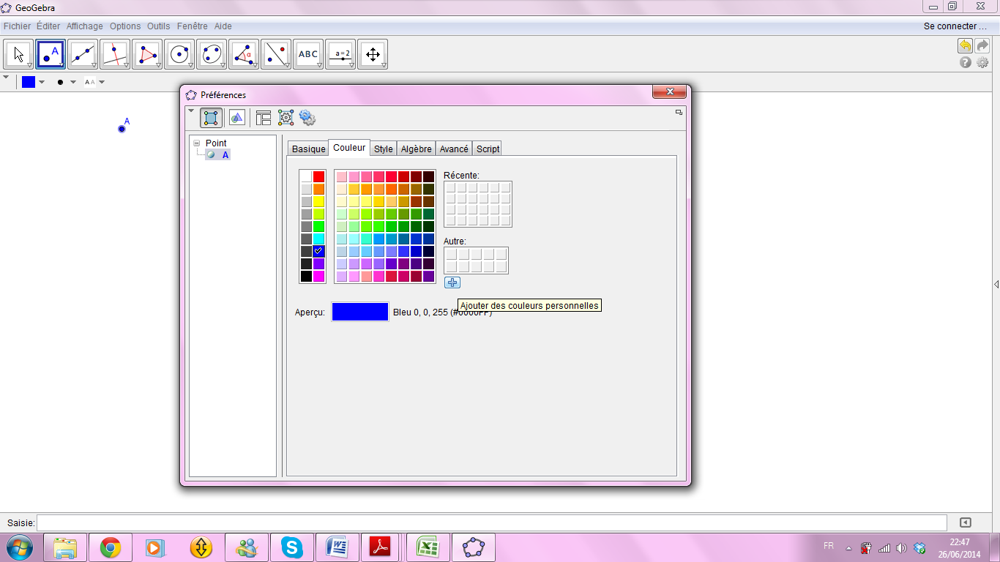 GeoGebra
Fichier Éditer Affichage Options Outils Fenêtre Aide
Se connecter ...
A
α
ABC
a=2
A A
A
Préférences
Point
A
Basique Couleur Style Algèbre Avancé Script
Récente:
Autre:
Ajouter des couleurs personnelles
Aperçu: Bleu 0, 0, 255 (#0000FF)
Saisie:
FR
22:47
26/06/2014